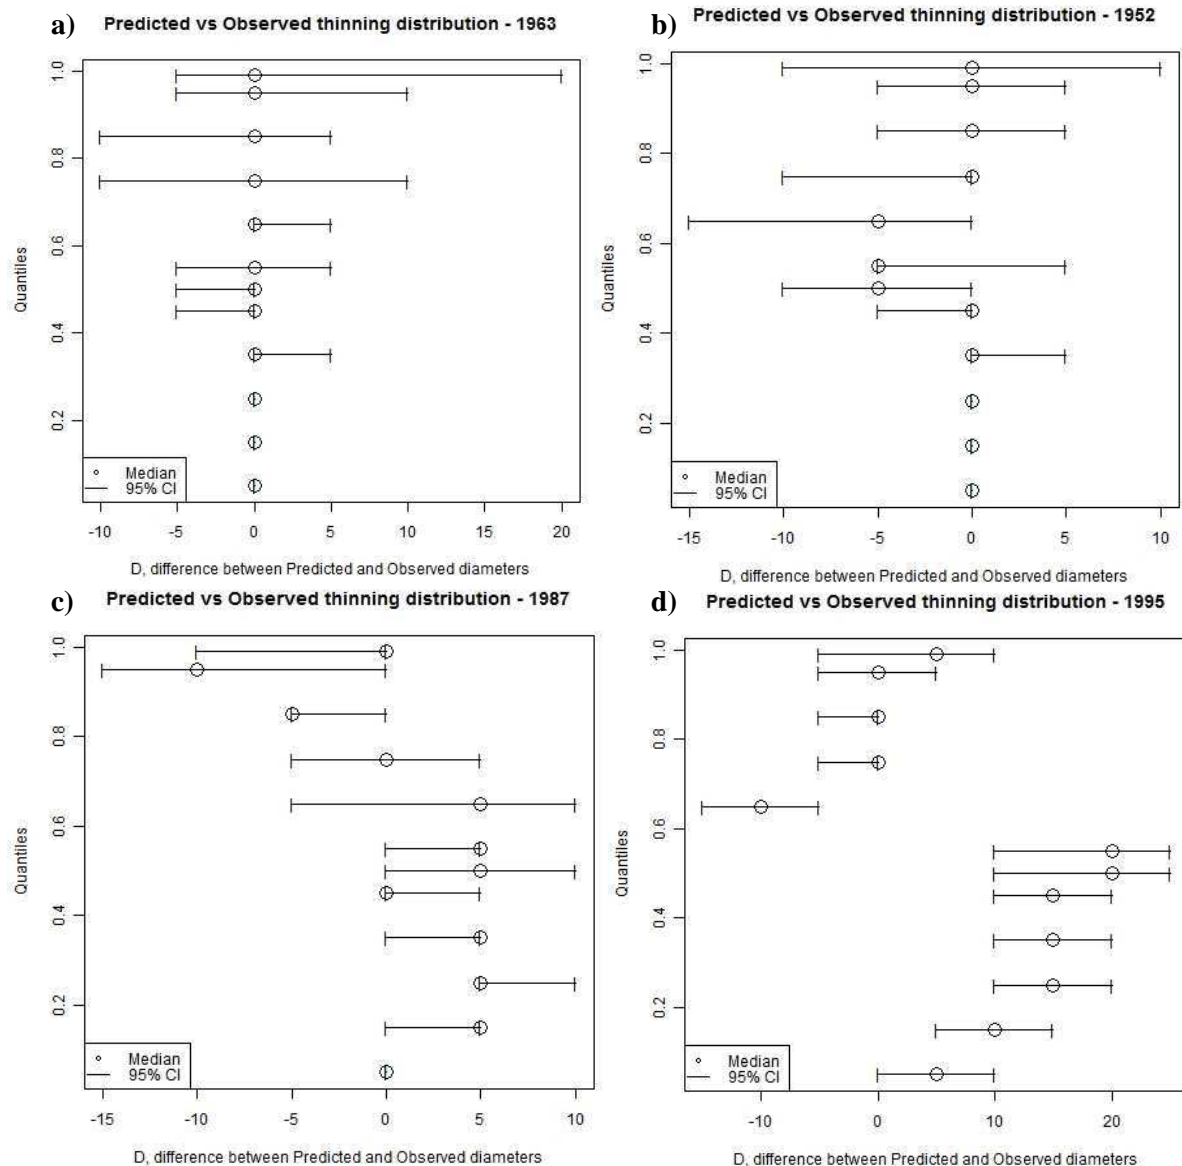 a) Predicted vs Observed thinning distribution - 1963
Quantiles
1.0
0.8
0.6
0.4
0.2
Median
95% CI
-10 -5 0 5 10 15 20
D, difference between Predicted and Observed diameters
b) Predicted vs Observed thinning distribution - 1952
Quantiles
1.0
0.8
0.6
0.4
0.2
Median
95% CI
-15 -10 -5 0 5 10
D, difference between Predicted and Observed diameters
c) Predicted vs Observed thinning distribution - 1987
Quantiles
1.0
0.8
0.6
0.4
0.2
Median
95% CI
-15 -10 -5 0 5 10
D, difference between Predicted and Observed diameters
d) Predicted vs Observed thinning distribution - 1995
Quantiles
1.0
0.8
0.6
0.4
0.2
Median
95% CI
-10 0 10 20
D, difference between Predicted and Observed diameters